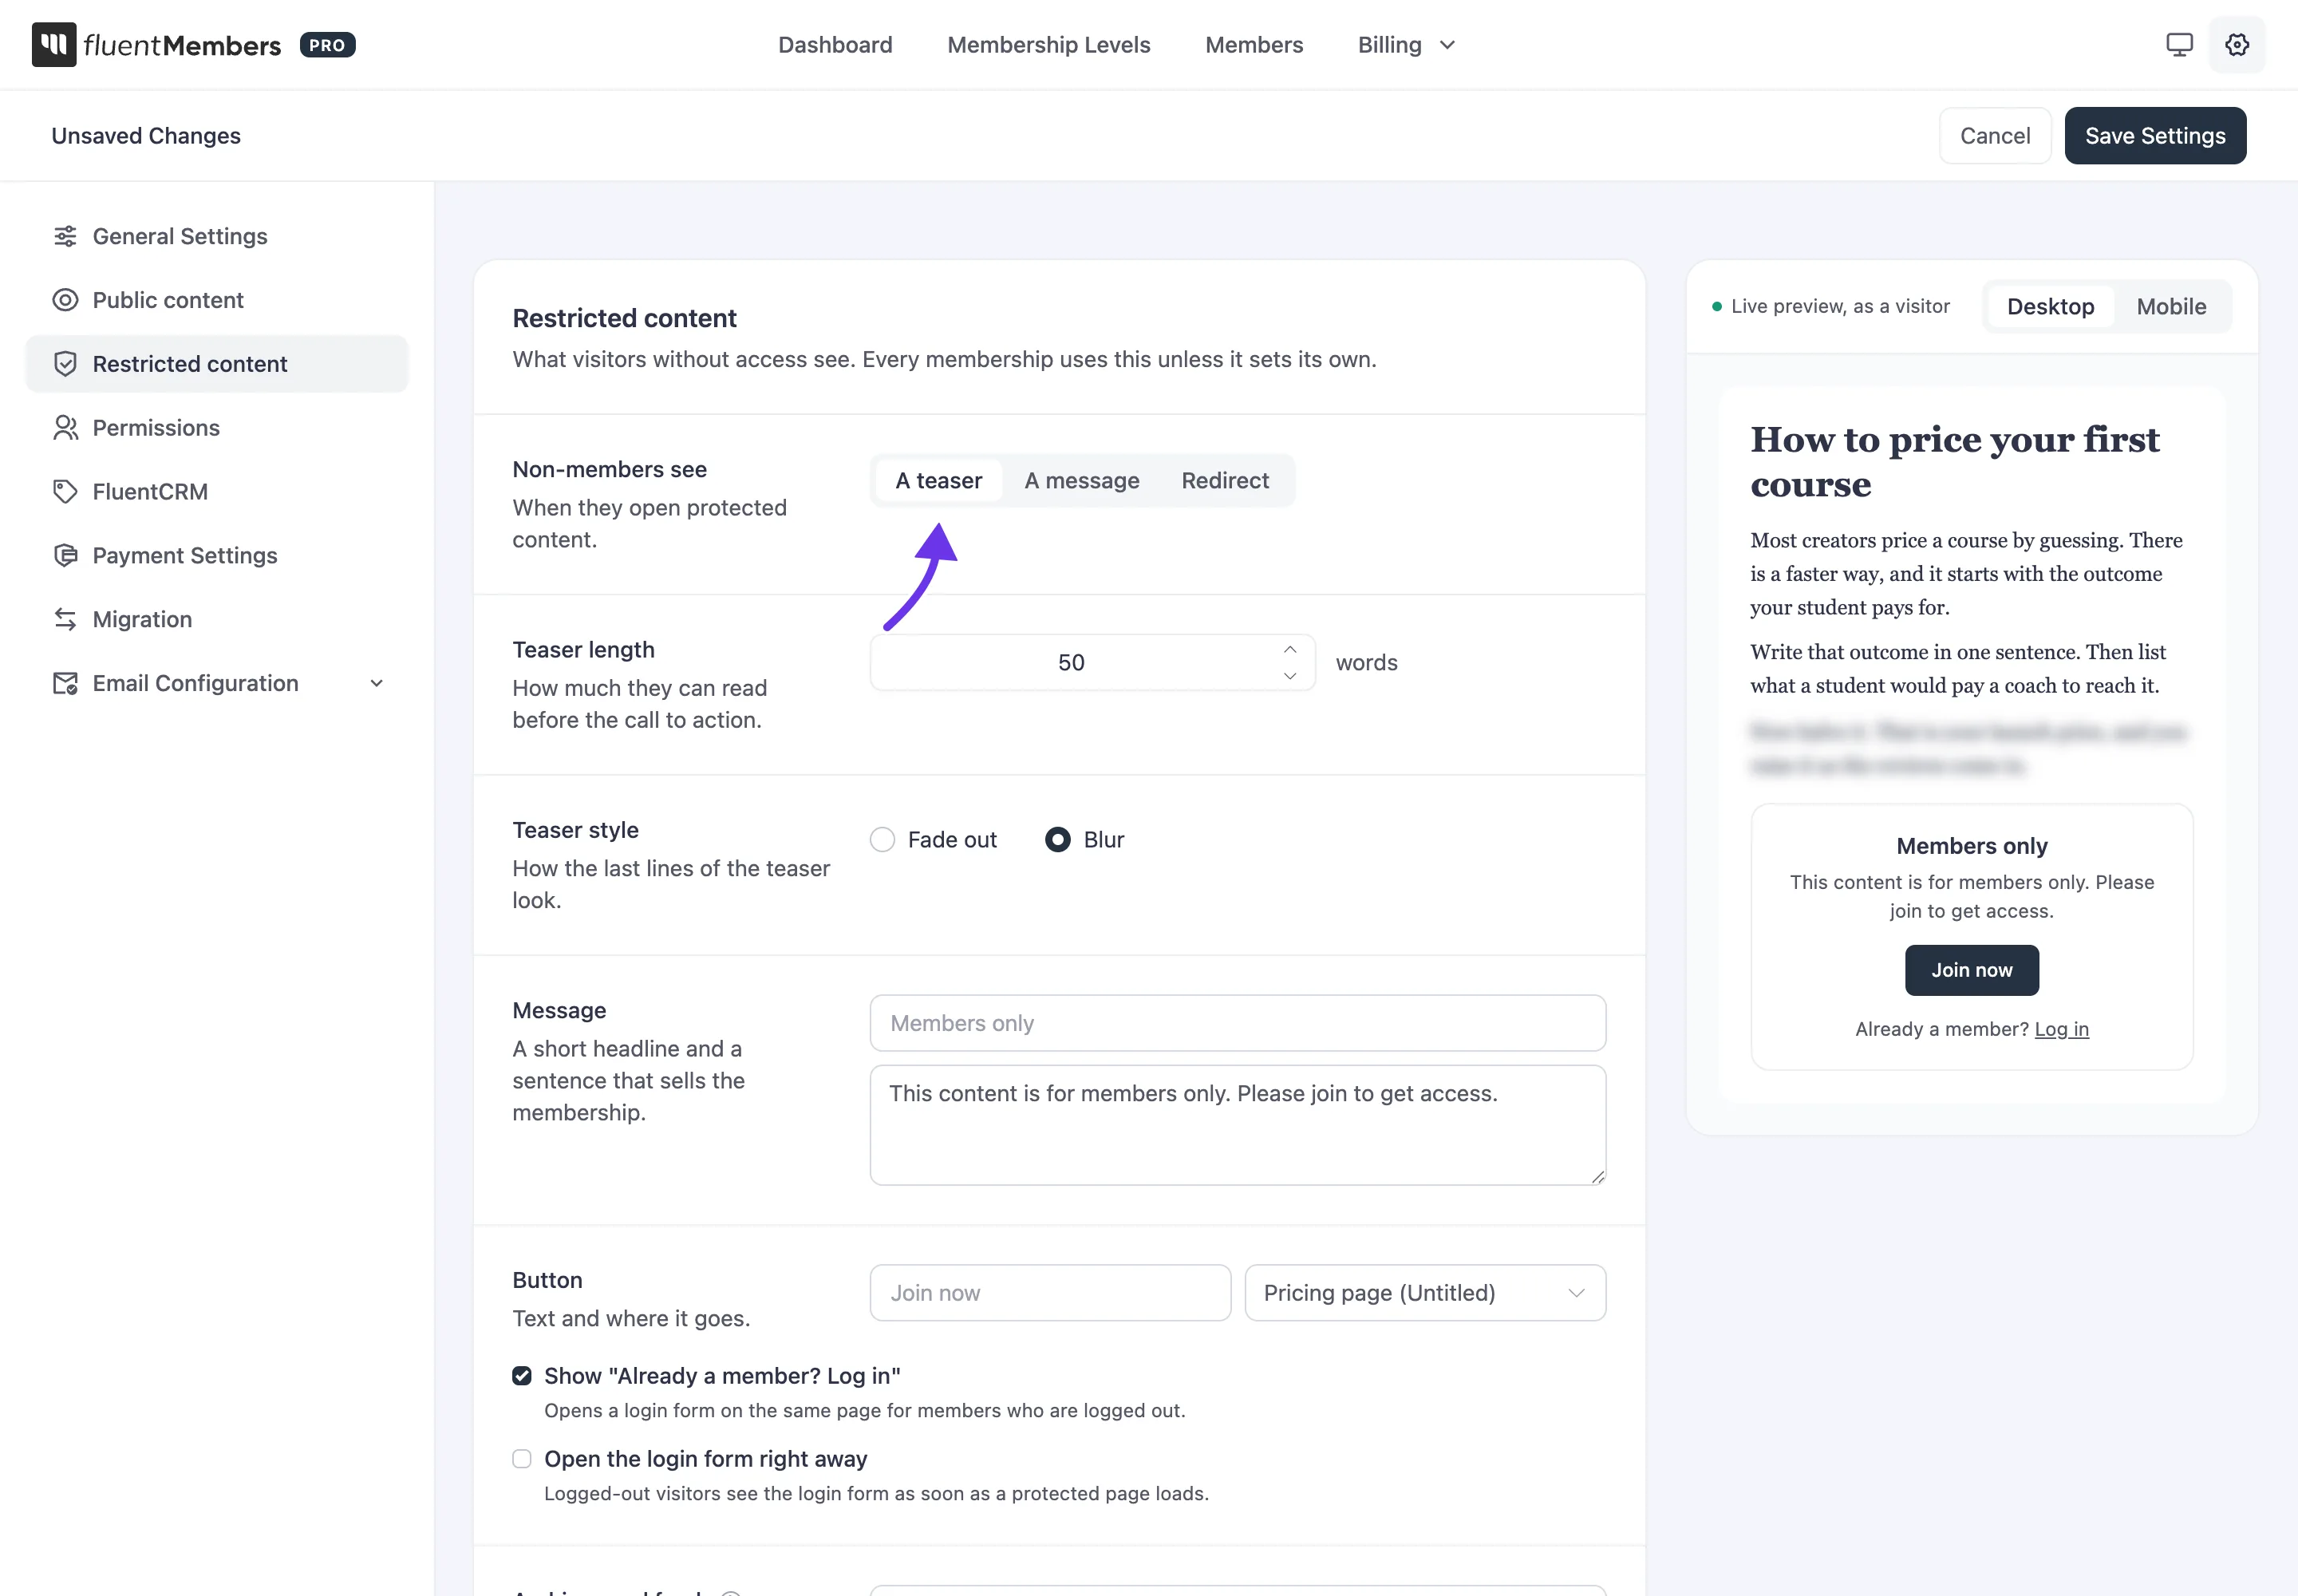 fluentMembers PRO
Dashboard
Membership Levels
Members
Billing
Unsaved Changes
Cancel
Save Settings
General Settings
Public content
Restricted content
Permissions
FluentCRM
Payment Settings
Migration
Email Configuration
Restricted content
What visitors without access see. Every membership uses this unless it sets its own.
Non-members see
When they open protected
content.
A teaser
A message
Redirect
Teaser length
How much they can read
before the call to action.
50
words
Teaser style
How the last lines of the teaser
look.
Fade out
Blur
Message
A short headline and a
sentence that sells the
membership.
Members only
This content is for members only. Please join to get access.
Button
Text and where it goes.
Join now
Pricing page (Untitled)
Show "Already a member? Log in"
Opens a login form on the same page for members who are logged out.
Open the login form right away
Logged-out visitors see the login form as soon as a protected page loads.
Live preview, as a visitor
Desktop
Mobile
How to price your first
course
Most creators price a course by guessing. There
is a faster way, and it starts with the outcome
your student pays for.
Write that outcome in one sentence. Then list
what a student would pay a coach to reach it.
Members only
This content is for members only. Please
join to get access.
Join now
Already a member? Log in